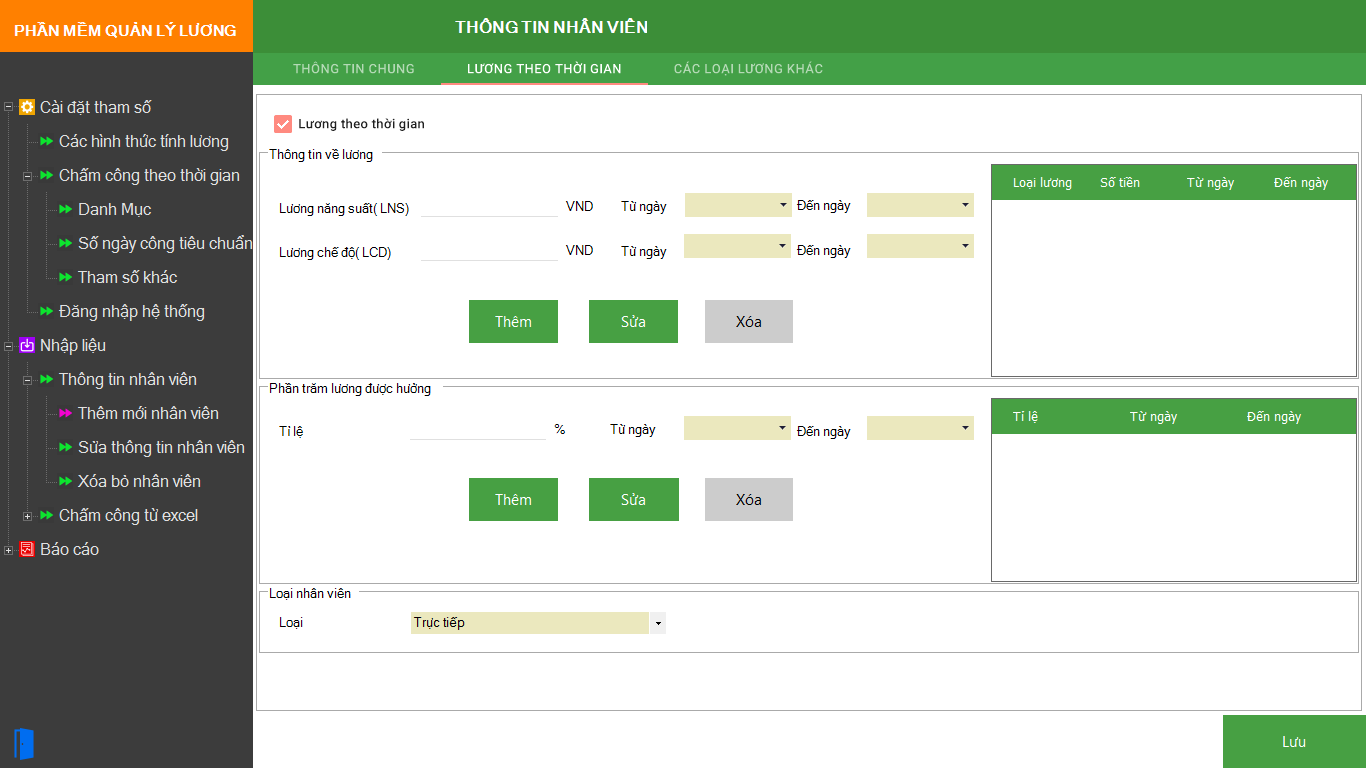 PHẦN MỀM QUẢN LÝ LƯƠNG
THÔNG TIN NHÂN VIÊN
THÔNG TIN CHUNG
LƯƠNG THEO THỜI GIAN
CÁC LOẠI LƯƠNG KHÁC
Cài đặt tham số
Các hình thức tính lương
Chấm công theo thời gian
Danh Mục
Số ngày công tiêu chuẩn
Tham số khác
Đăng nhập hệ thống
Nhập liệu
Thông tin nhân viên
Thêm mới nhân viên
Sửa thông tin nhân viên
Xóa bỏ nhân viên
Chấm công từ excel
Báo cáo
Lương theo thời gian
Thông tin về lương
Lương năng suất( LNS) VND Từ ngày Đến ngày
Lương chế độ( LCD) VND Từ ngày Đến ngày
Thêm Sửa Xóa
Loại lương Số tiền Từ ngày Đến ngày
Phần trăm lương được hưởng
Tỉ lệ % Từ ngày Đến ngày
Thêm Sửa Xóa
Tỉ lệ Từ ngày Đến ngày
Loại nhân viên
Loại Trực tiếp
Lưu